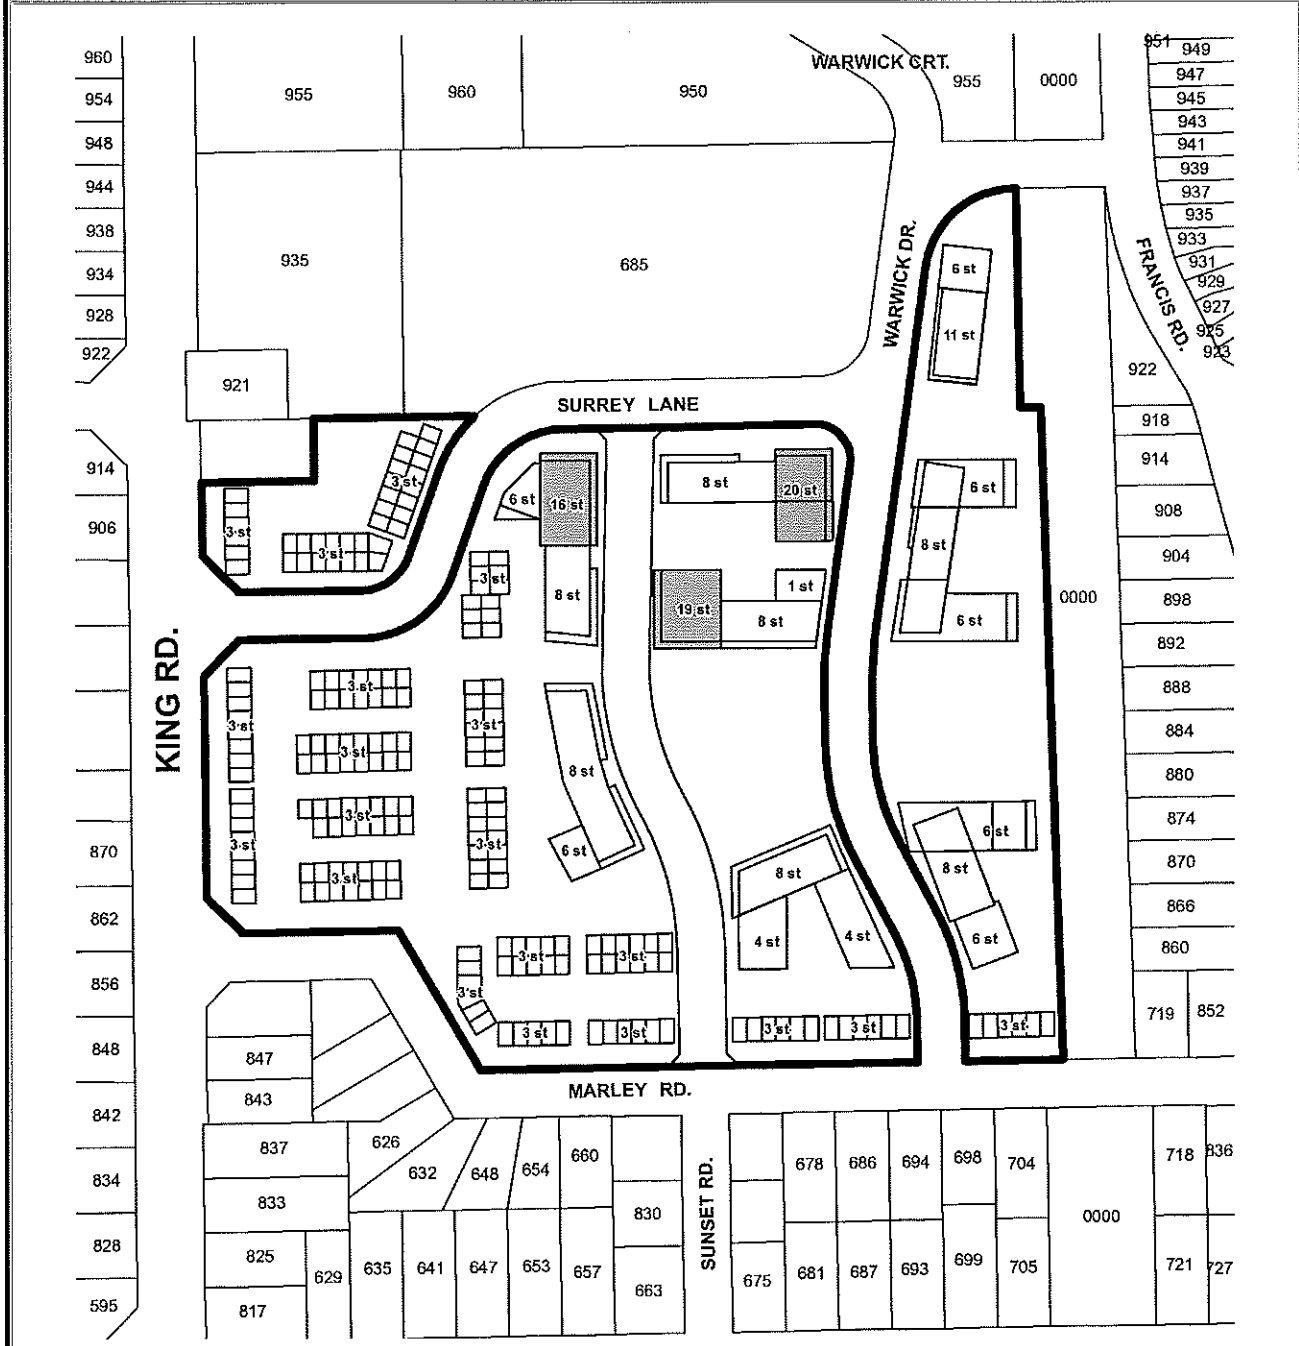 WARWICK CRT.
951
960
954
948
944
938
934
928
922
955
960
950
955
0000
949
947
945
943
941
939
937
935
933
931
929
927
925
923
935
685
921
WARWICK DR.
FRANCIS RD.
6 st
11 st
922
918
914
908
904
898
892
888
884
880
874
870
866
860
719
852
SURREY LANE
914
906
3 st
3 st
3 st
6 st
16 st
8 st
20 st
6 st
8 st
6 st
0000
3 st
8 st
19 st
1 st
8 st
KING RD.
3 st
3 st
3 st
3 st
3 st
3 st
3 st
3 st
8 st
6 st
6 st
8 st
6 st
8 st
4 st
4 st
870
862
856
848
842
834
828
595
3 st
3 st
3 st
3 st
3 st
3 st
3 st
3 st
MARLEY RD.
847
843
837
833
825
817
629
626
632
648
654
660
830
635
641
647
653
657
663
SUNSET RD.
678
686
694
698
704
675
681
687
693
699
705
0000
718
836
721
727